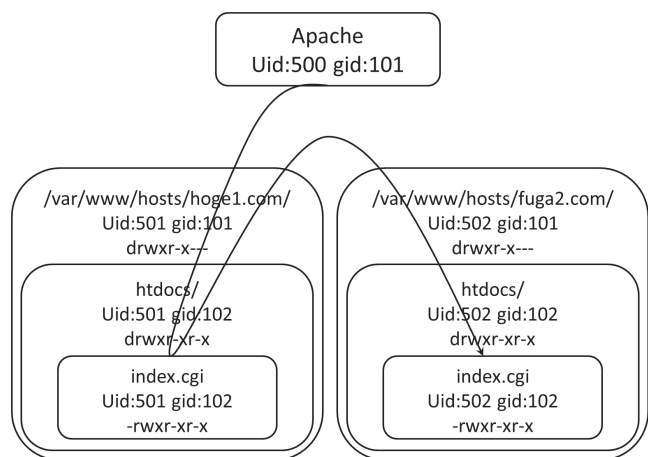 Apache
Uid:500 gid:101
/var/www/hosts/hoge1.com/
Uid:501 gid:101
drwxr-x---
htdocs/
Uid:501 gid:102
drwxr-xr-x
index.cgi
Uid:501 gid:102
-rwxr-xr-x
/var/www/hosts/fuga2.com/
Uid:502 gid:101
drwxr-x---
htdocs/
Uid:502 gid:102
drwxr-xr-x
index.cgi
Uid:502 gid:102
-rwxr-xr-x